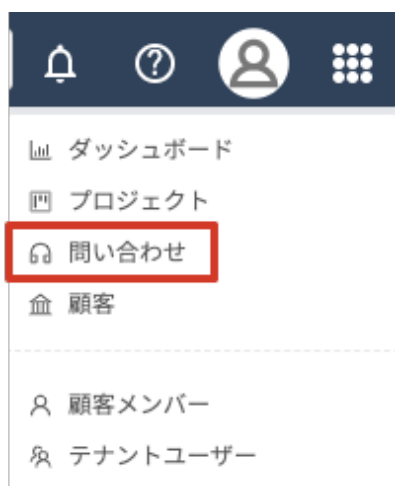 ダッシュボード
プロジェクト
問い合わせ
顧客
顧客メンバー
テナントユーザー